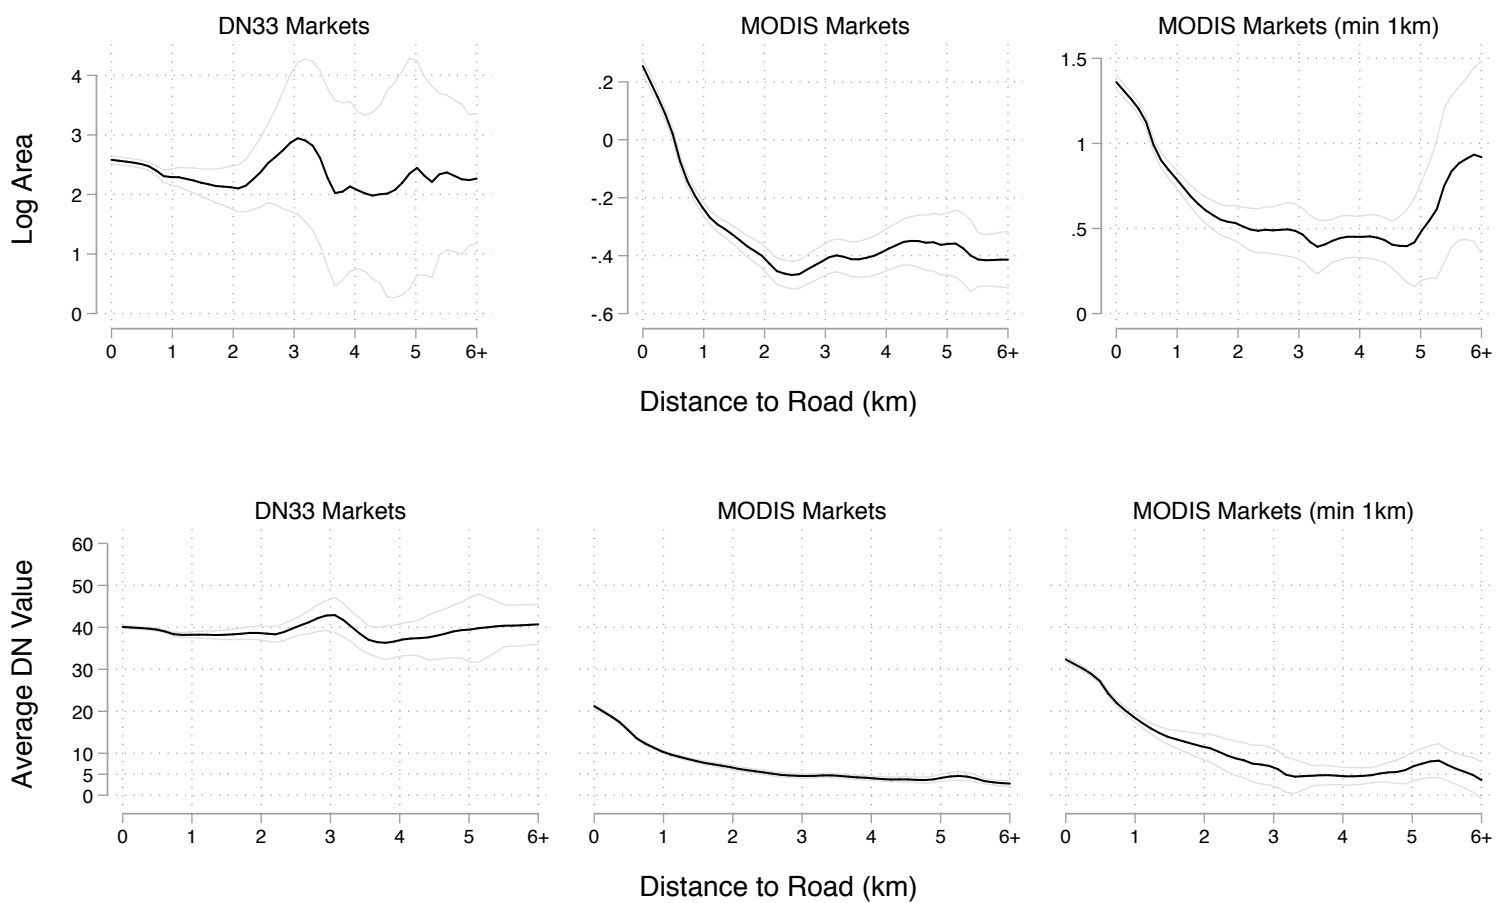 DN33 Markets
MODIS Markets
MODIS Markets (min 1km)
Log Area
4
3
2
1
0
0 1 2 3 4 5 6+
.2
0
-.2
-.4
-.6
0 1 2 3 4 5 6+
1.5
1
.5
0
0 1 2 3 4 5 6+
Distance to Road (km)
DN33 Markets
MODIS Markets
MODIS Markets (min 1km)
Average DN Value
60
50
40
30
20
10
5
0
0 1 2 3 4 5 6+
0 1 2 3 4 5 6+
0 1 2 3 4 5 6+
Distance to Road (km)